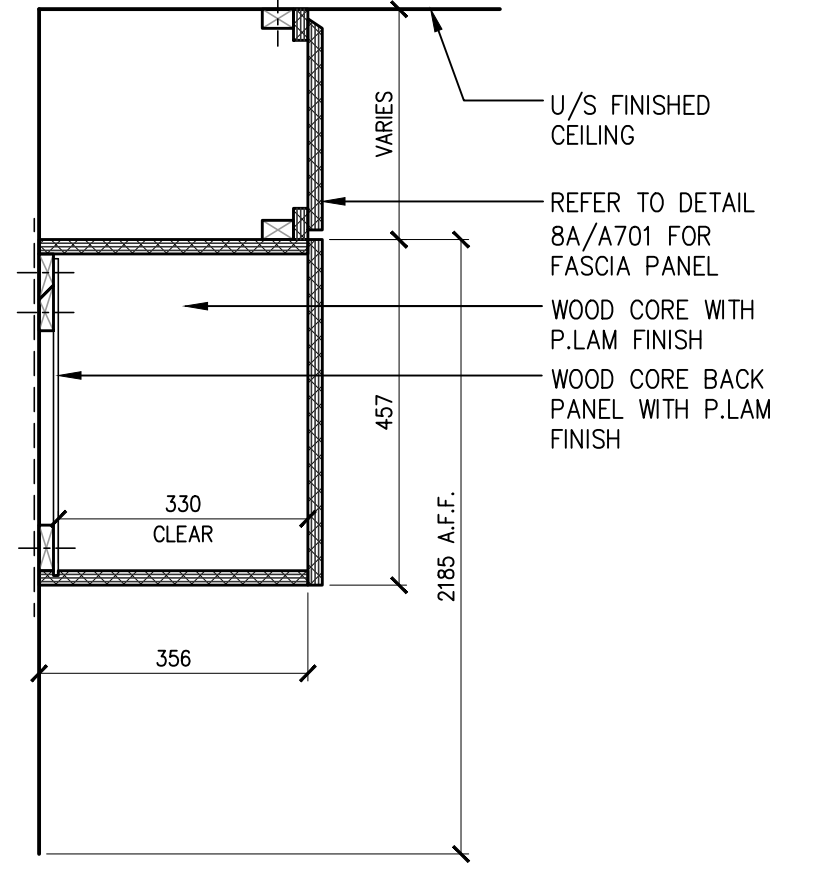 VARIES
U/S FINISHED
CEILING
REFER TO DETAIL
8A/A701 FOR
FASCIA PANEL
WOOD CORE WITH
P.LAM FINISH
WOOD CORE BACK
PANEL WITH P.LAM
FINISH
457
330
CLEAR
2185 A.F.F.
356